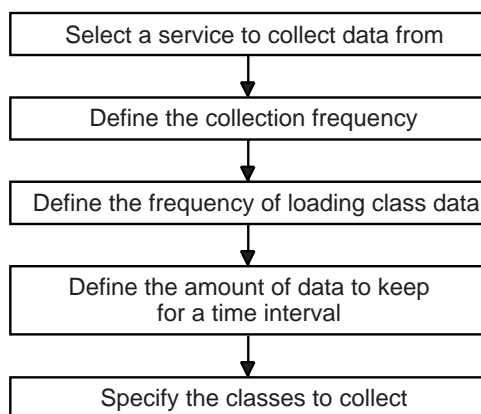 Select a service to collect data from
Define the collection frequency
Define the frequency of loading class data
Define the amount of data to keep
for a time interval
Specify the classes to collect